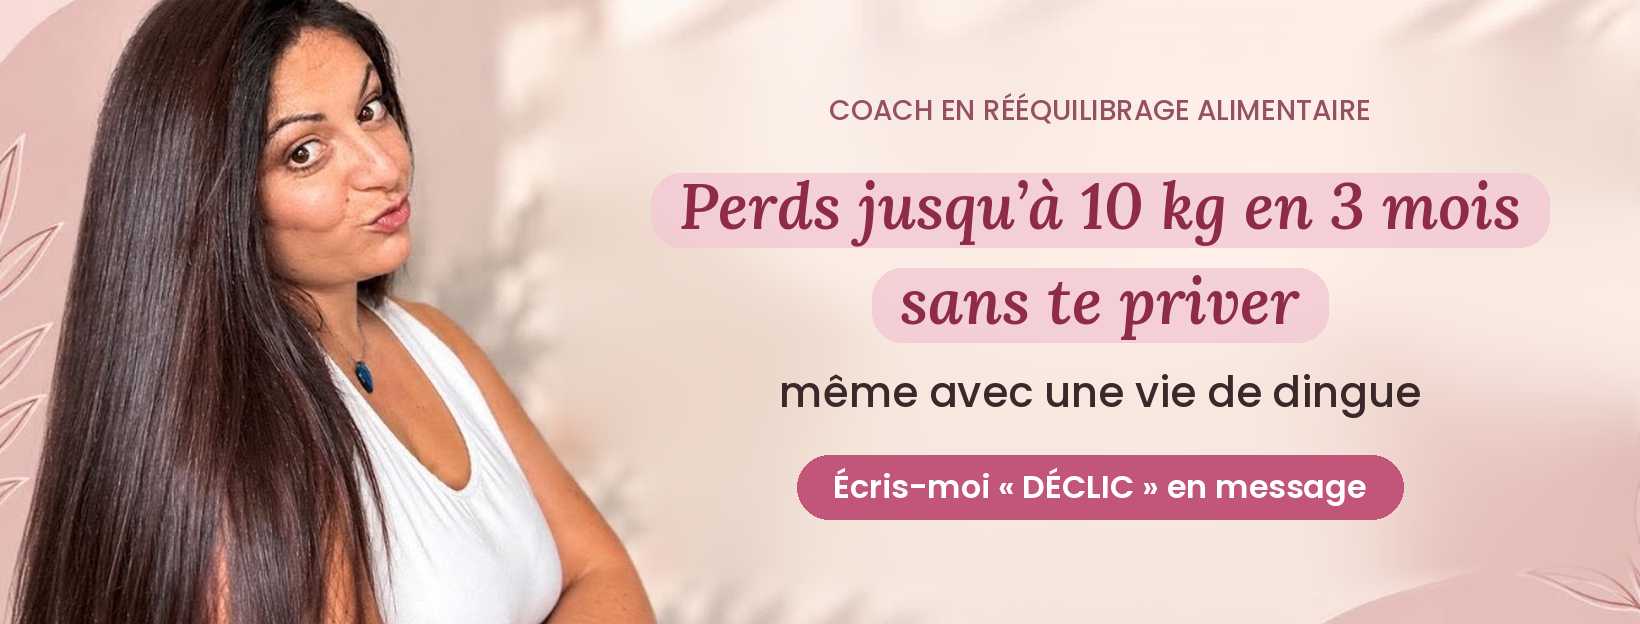 COACH EN RÉÉQUILIBRAGE ALIMENTAIRE
Perds jusqu’à 10 kg en 3 mois
sans te priver
même avec une vie de dingue
Écris-moi « DÉCLIC » en message